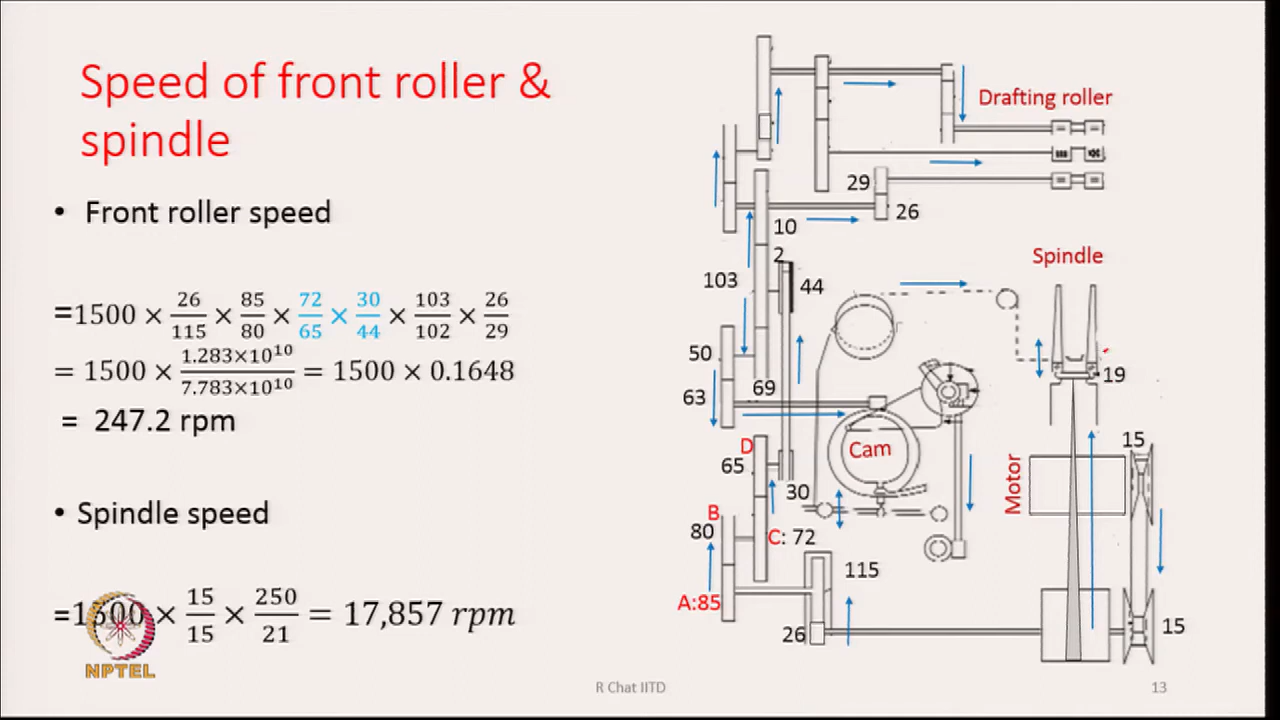 Speed of front roller &
spindle
• Front roller speed
=1500 × 26/115 × 85/80 × 72/65 × 30/44 × 103/102 × 26/29
= 1500 × 1.283×10^10/7.783×10^10 = 1500 × 0.1648
= 247.2 rpm
• Spindle speed
=1500 × 15/15 × 250/21 = 17,857 rpm
NPTEL
Drafting roller
29
26
10
2
103
44
Spindle
50
63
69
19
D
65
Cam
30
Motor
15
B
80
C: 72
115
A:85
26
15
R Chat IITD
13